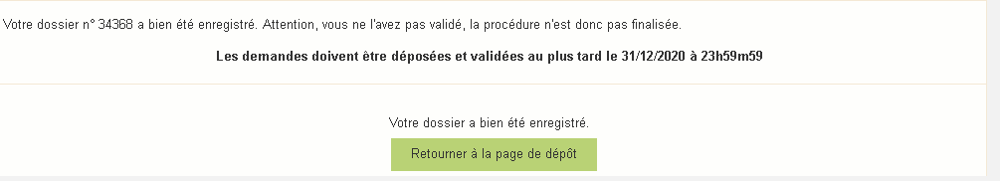 Votre dossier n° 34368 a bien été enregistré. Attention, vous ne l'avez pas validé, la procédure n'est donc pas finalisée.
Les demandes doivent être déposées et validées au plus tard le 31/12/2020 à 23h59m59
Votre dossier a bien été enregistré.
Retourner à la page de dépôt